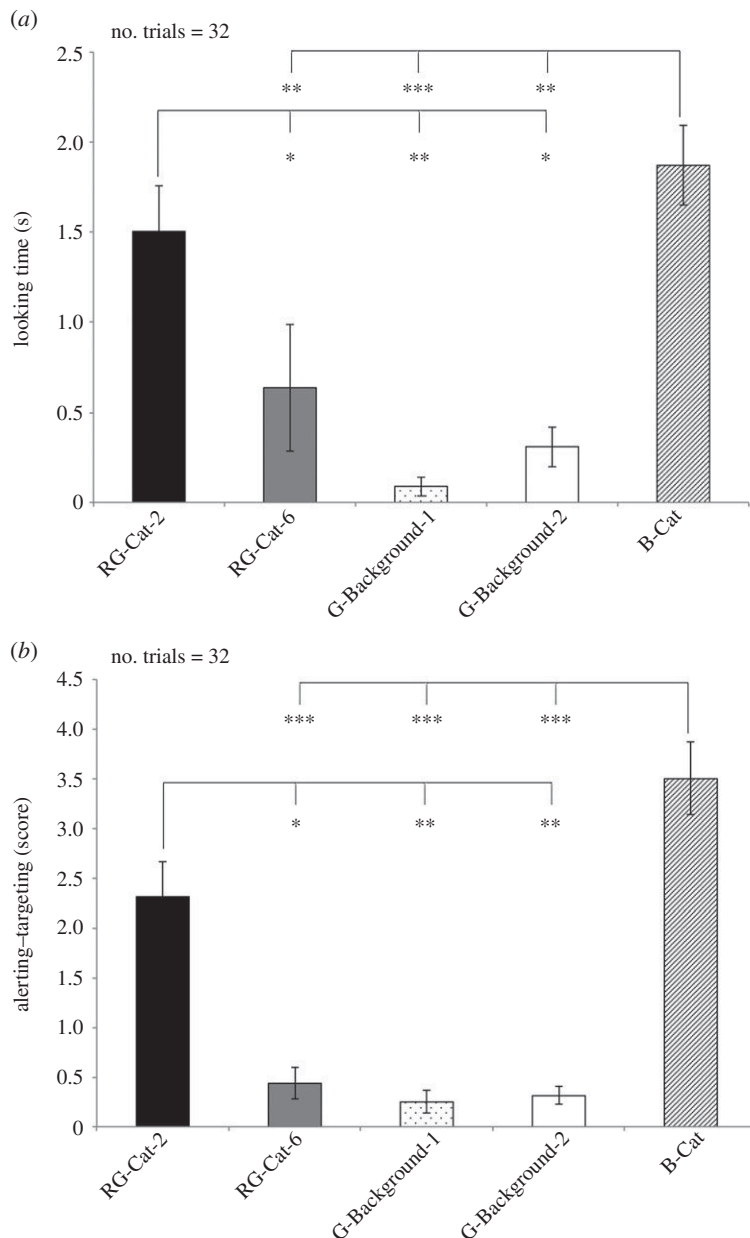 (a)
no. trials = 32
2.5
** *** **
2.0
* ** *
1.5
1.0
0.5
0
looking time (s)
RG-Cat-2 RG-Cat-6 G-Background-1 G-Background-2 B-Cat
(b)
no. trials = 32
4.5
4.0
*** *** ***
3.5
3.0
* ** **
2.5
2.0
1.5
1.0
0.5
0
alerting–targeting (score)
RG-Cat-2 RG-Cat-6 G-Background-1 G-Background-2 B-Cat